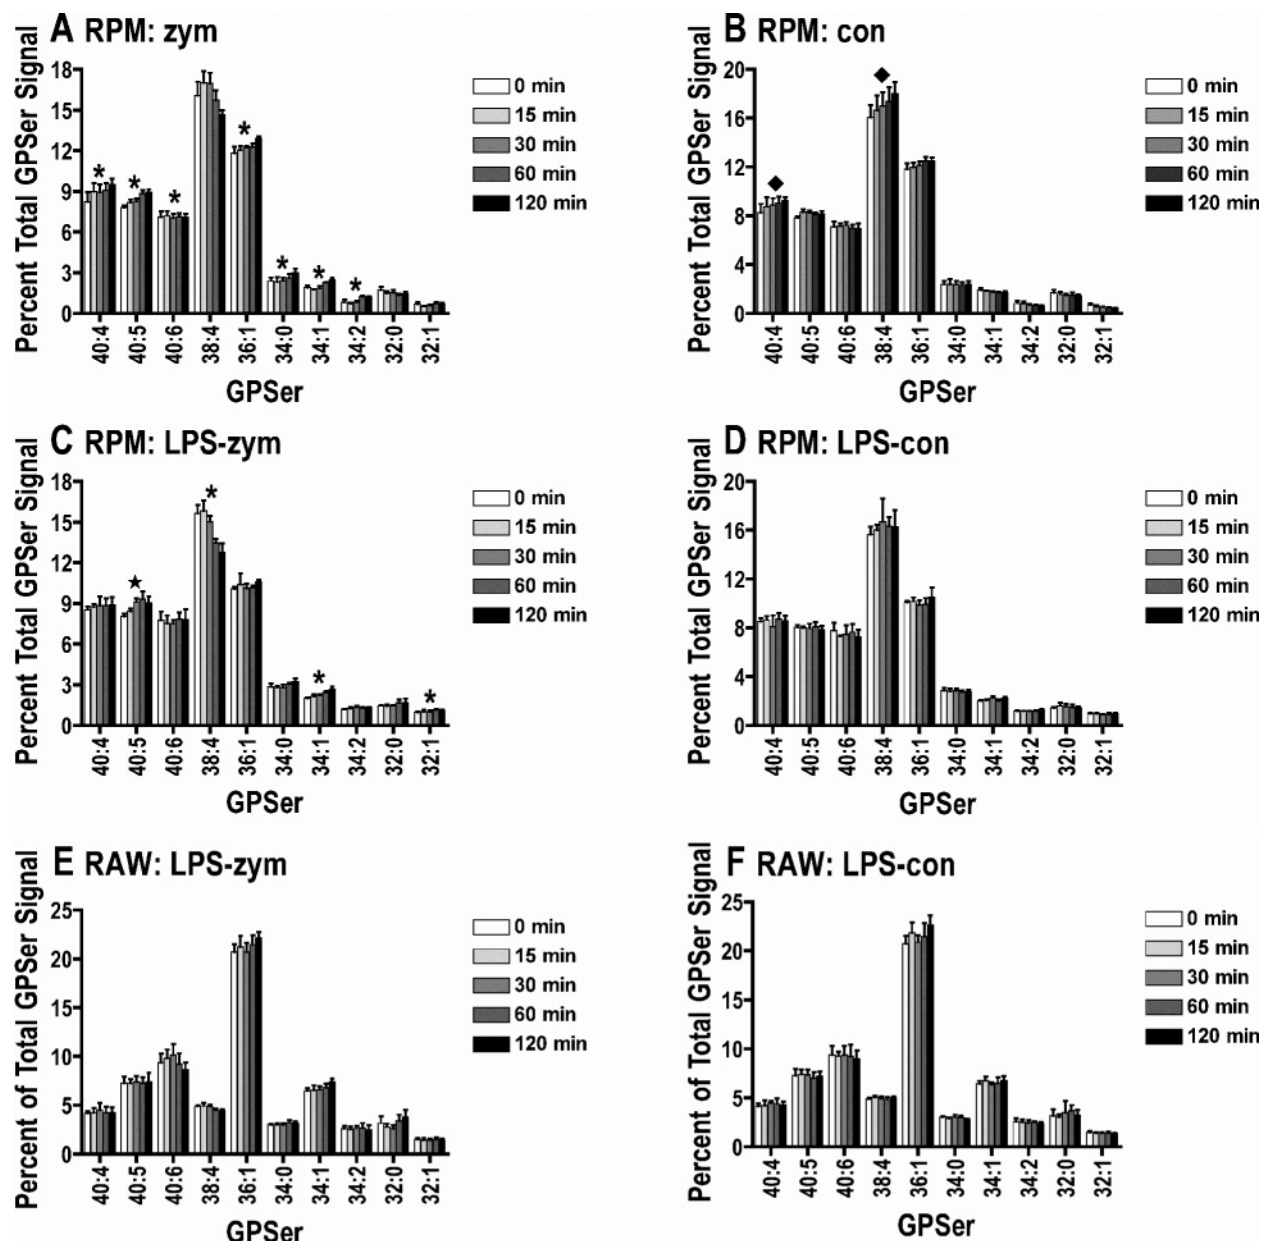 A RPM: zym
Percent Total GPSer Signal
18
15
12
9
6
3
0
* * * * * * *
40:4 40:5 40:6 38:4 36:1 34:0 34:1 34:2 32:0 32:1
GPSer
0 min
15 min
30 min
60 min
120 min
B RPM: con
Percent Total GPSer Signal
20
16
12
8
4
0
◆ ◆
40:4 40:5 40:6 38:4 36:1 34:0 34:1 34:2 32:0 32:1
GPSer
0 min
15 min
30 min
60 min
120 min
C RPM: LPS-zym
Percent Total GPSer Signal
18
15
12
9
6
3
0
★ * * *
40:4 40:5 40:6 38:4 36:1 34:0 34:1 34:2 32:0 32:1
GPSer
0 min
15 min
30 min
60 min
120 min
D RPM: LPS-con
Percent Total GPSer Signal
20
16
12
8
4
0
40:4 40:5 40:6 38:4 36:1 34:0 34:1 34:2 32:0 32:1
GPSer
0 min
15 min
30 min
60 min
120 min
E RAW: LPS-zym
Percent of Total GPSer Signal
25
20
15
10
5
0
40:4 40:5 40:6 38:4 36:1 34:0 34:1 34:2 32:0 32:1
GPSer
0 min
15 min
30 min
60 min
120 min
F RAW: LPS-con
Percent of Total GPSer Signal
25
20
15
10
5
0
40:4 40:5 40:6 38:4 36:1 34:0 34:1 34:2 32:0 32:1
GPSer
0 min
15 min
30 min
60 min
120 min